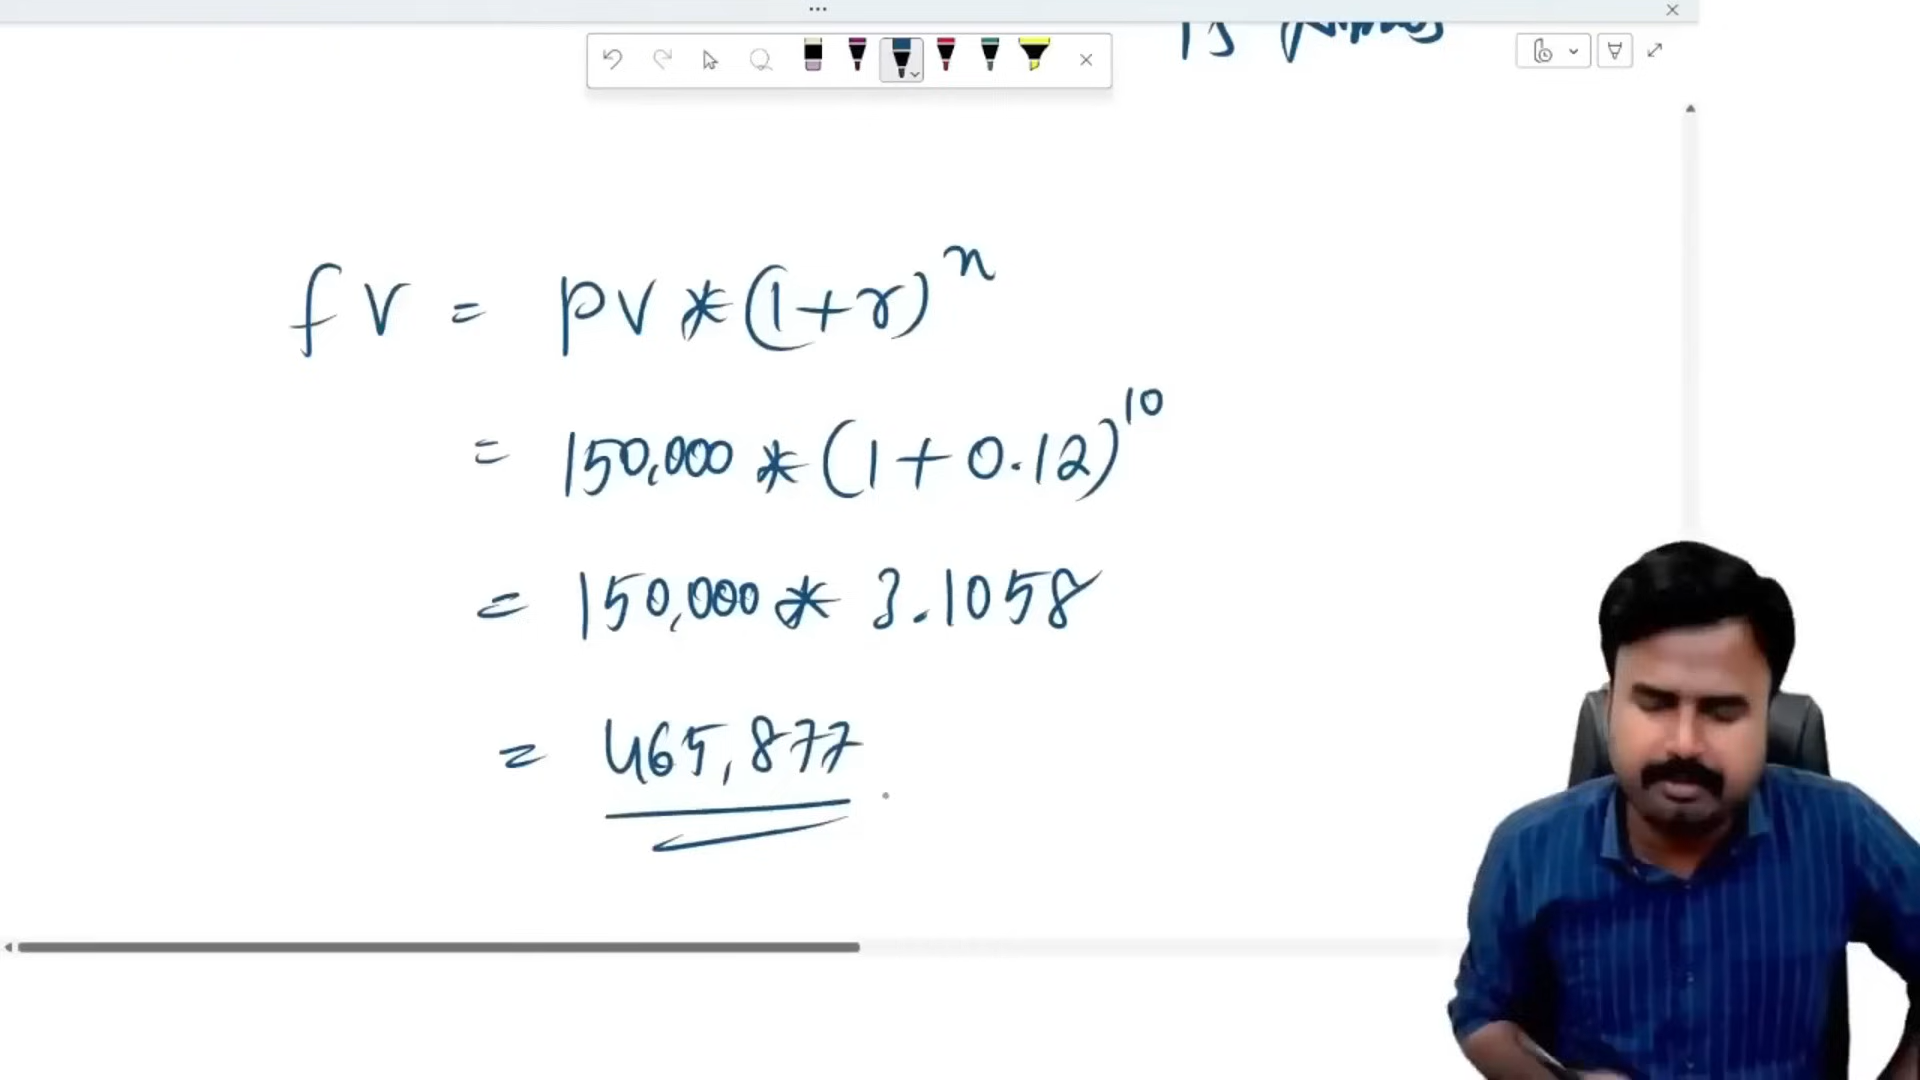 fV = PV * (1+r)^n
= 150,000 * (1 + 0.12)^10
= 150,000 * 3.1058
= 465,877